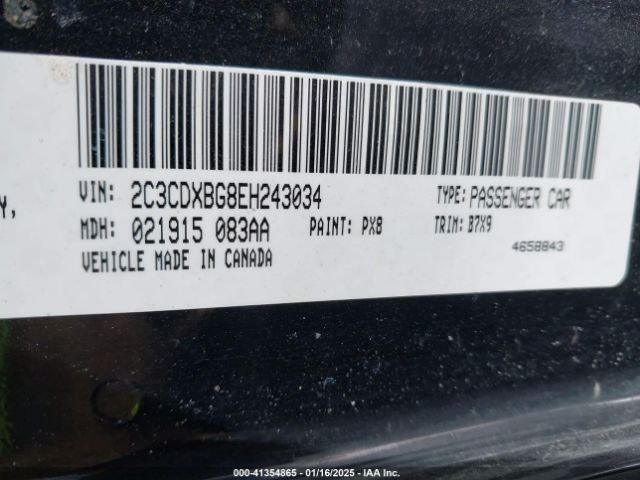 VIN: 2C3CDXBG8EH243034 TYPE: PASSENGER CAR
Y,
MDH: 021915 083AA PAINT: PX8 TRIM: B7X9
VEHICLE MADE IN CANADA 4658843
000-41354865 - 01/16/2025 - IAA Inc.